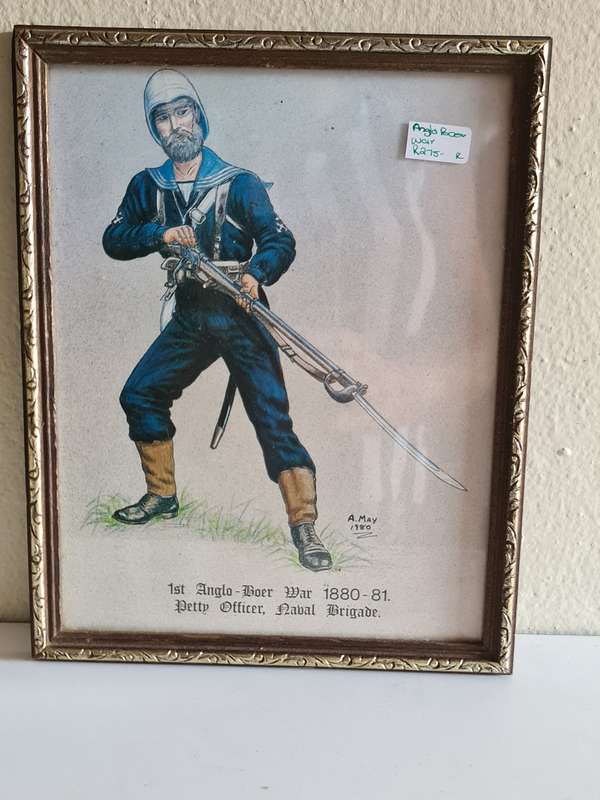 Anglo Boer
War
R275- R
A. MAY
1980
1st Anglo-Boer War 1880-81.
Petty Officer, Naval Brigade.